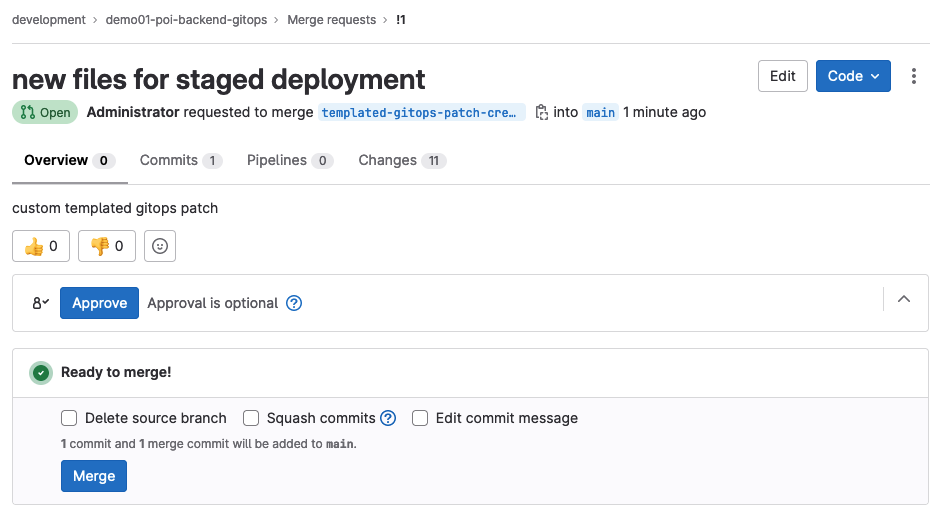 development › demo01-poi-backend-gitops › Merge requests › !1
new files for staged deployment
Edit
Code
Open Administrator requested to merge templated-gitops-patch-cre… into main 1 minute ago
Overview 0 Commits 1 Pipelines 0 Changes 11
custom templated gitops patch
👍 0 👎 0
Approve Approval is optional ?
Ready to merge!
Delete source branch Squash commits ? Edit commit message
1 commit and 1 merge commit will be added to main.
Merge